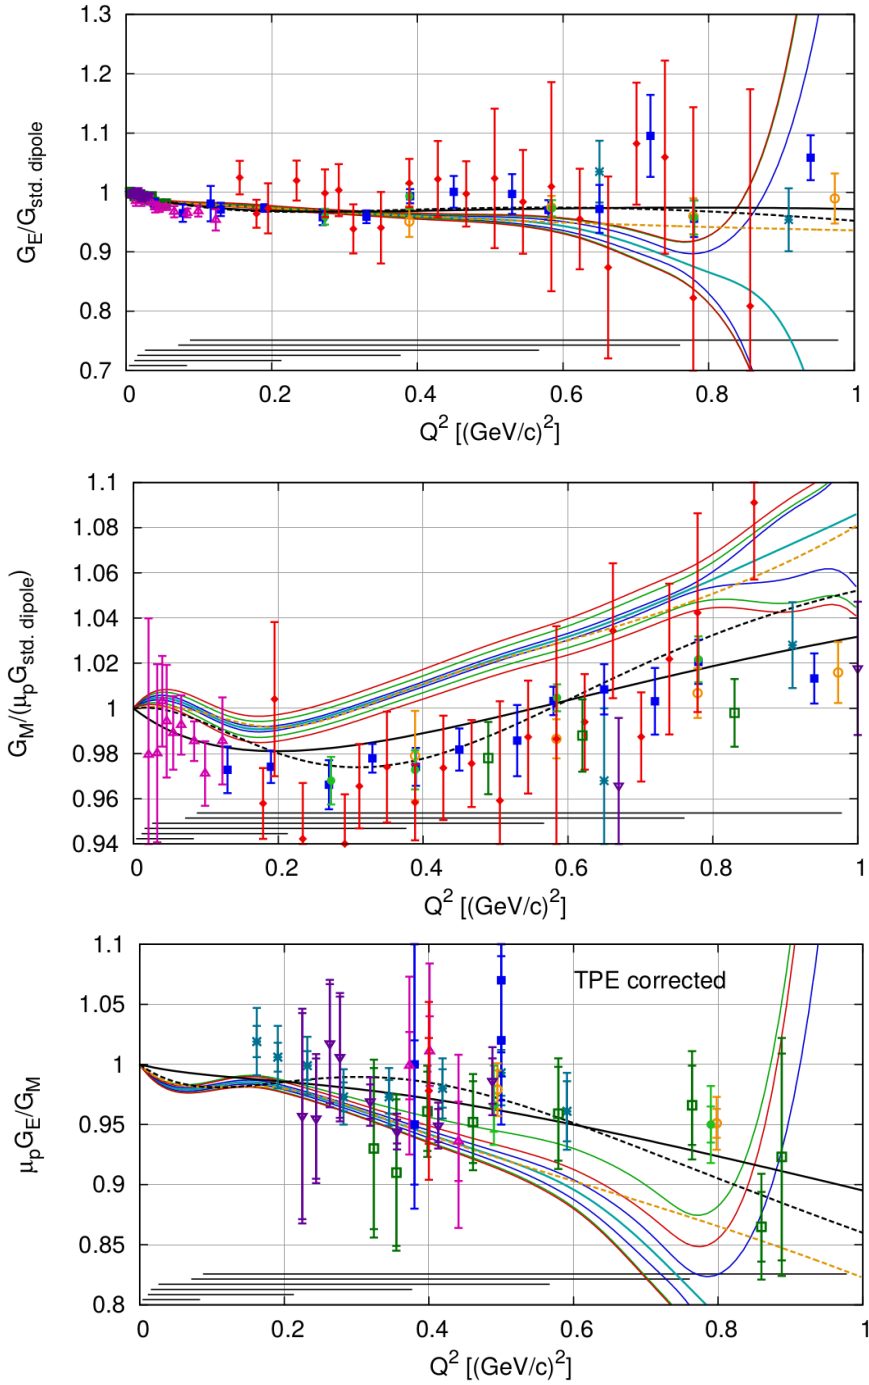 1.3
1.2
1.1
1
0.9
0.8
0.7
G_E/G_std. dipole
0 0.2 0.4 0.6 0.8 1
Q^2 [(GeV/c)^2]
1.1
1.08
1.06
1.04
1.02
1
0.98
0.96
0.94
G_M/(μ_pG_std. dipole)
0 0.2 0.4 0.6 0.8 1
Q^2 [(GeV/c)^2]
1.1
1.05
1
0.95
0.9
0.85
0.8
μ_pG_E/G_M
TPE corrected
0 0.2 0.4 0.6 0.8 1
Q^2 [(GeV/c)^2]